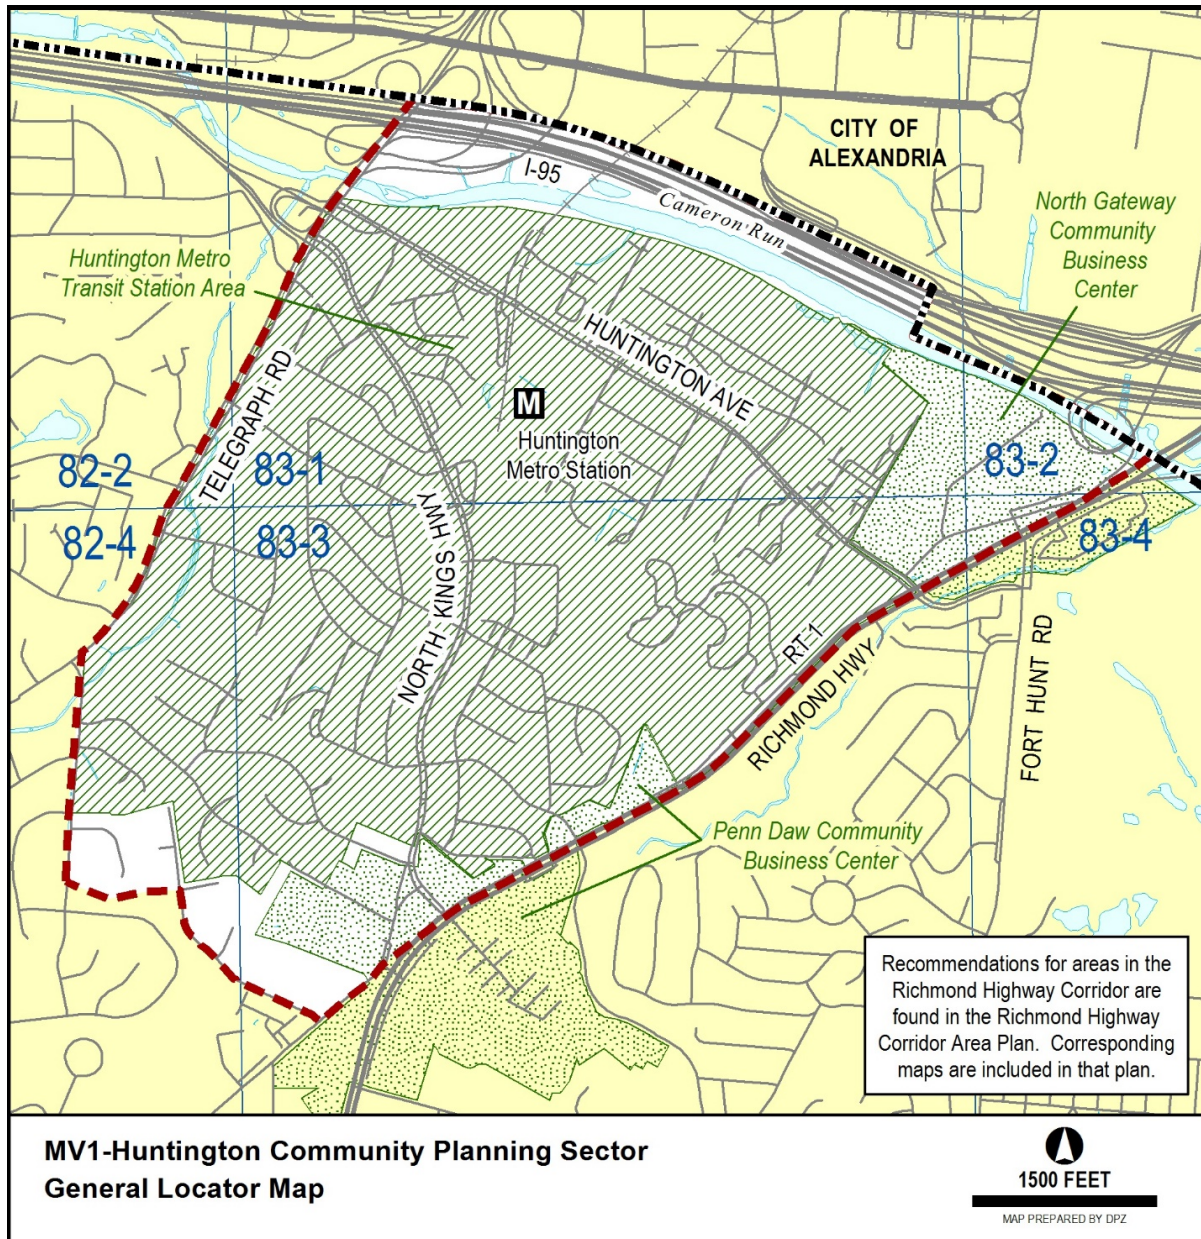 CITY OF
ALEXANDRIA
I-95
Cameron Run
North Gateway
Community
Business
Center
Huntington Metro
Transit Station Area
HUNTINGTON AVE
TELEGRAPH RD
M
Huntington
Metro Station
82-2
83-1
83-2
82-4
83-3
83-4
NORTH KINGS HWY
RT-1
RICHMOND HWY
FORT HUNT RD
Penn Daw Community
Business Center
Recommendations for areas in the
Richmond Highway Corridor are
found in the Richmond Highway
Corridor Area Plan. Corresponding
maps are included in that plan.
MV1-Huntington Community Planning Sector
General Locator Map
1500 FEET
MAP PREPARED BY DPZ